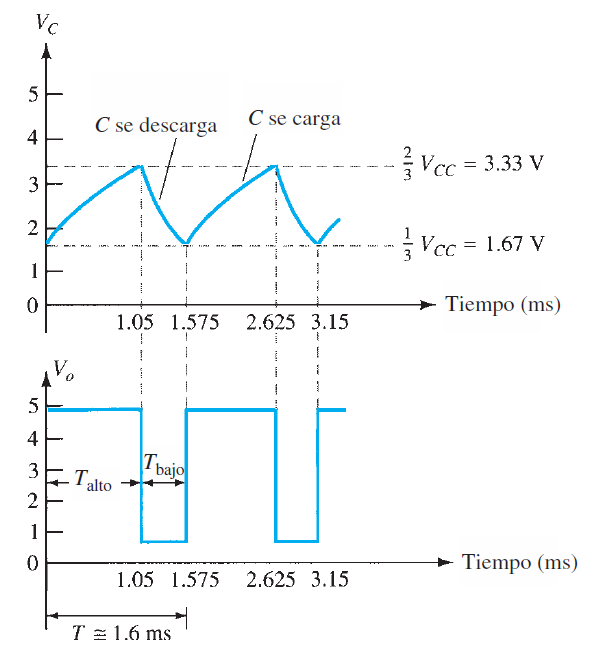 V_C
5
C se descarga
C se carga
4
2/3 V_CC = 3.33 V
3
2
1/3 V_CC = 1.67 V
1
0
Tiempo (ms)
1.05 1.575 2.625 3.15
V_o
5
4
3
T_alto
T_bajo
2
1
0
Tiempo (ms)
1.05 1.575 2.625 3.15
T ≅ 1.6 ms